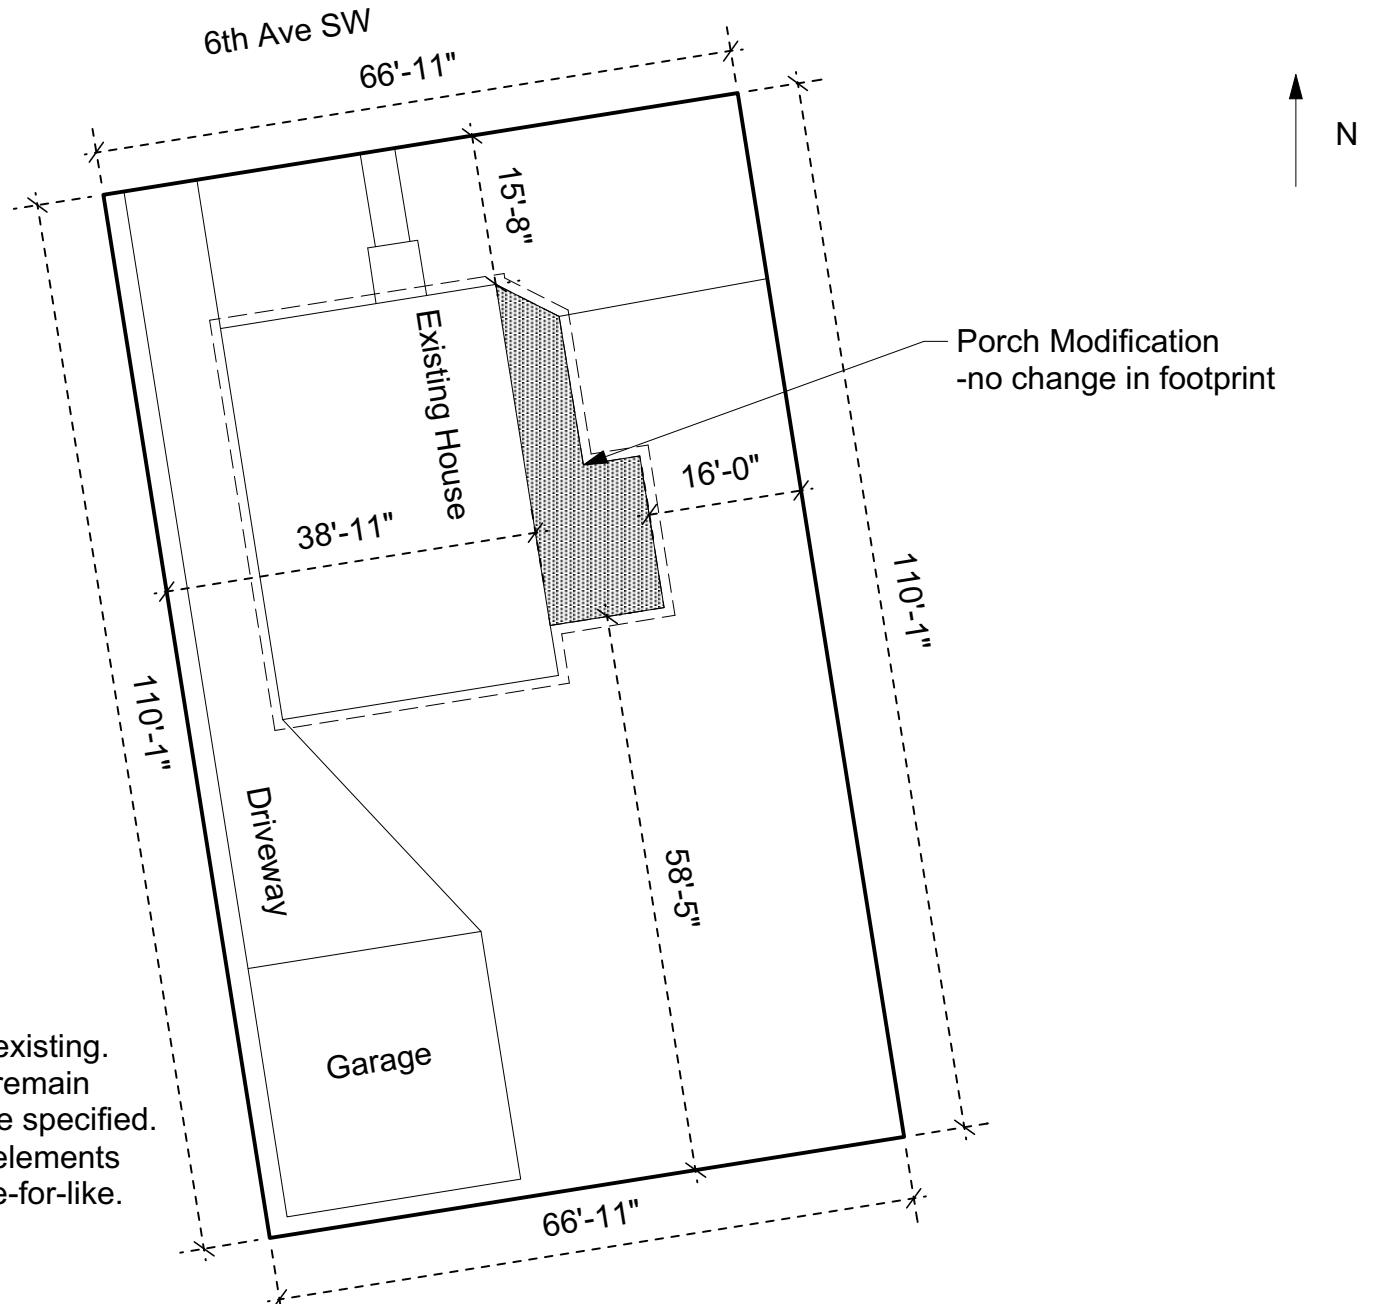 6th Ave SW
66'-11"
N
15'-8"
Existing House
Porch Modification
-no change in footprint
16'-0"
38'-11"
110'-1"
110'-1"
Driveway
58'-5"
Garage
existing.
remain
e specified.
elements
e-for-like.
66'-11"